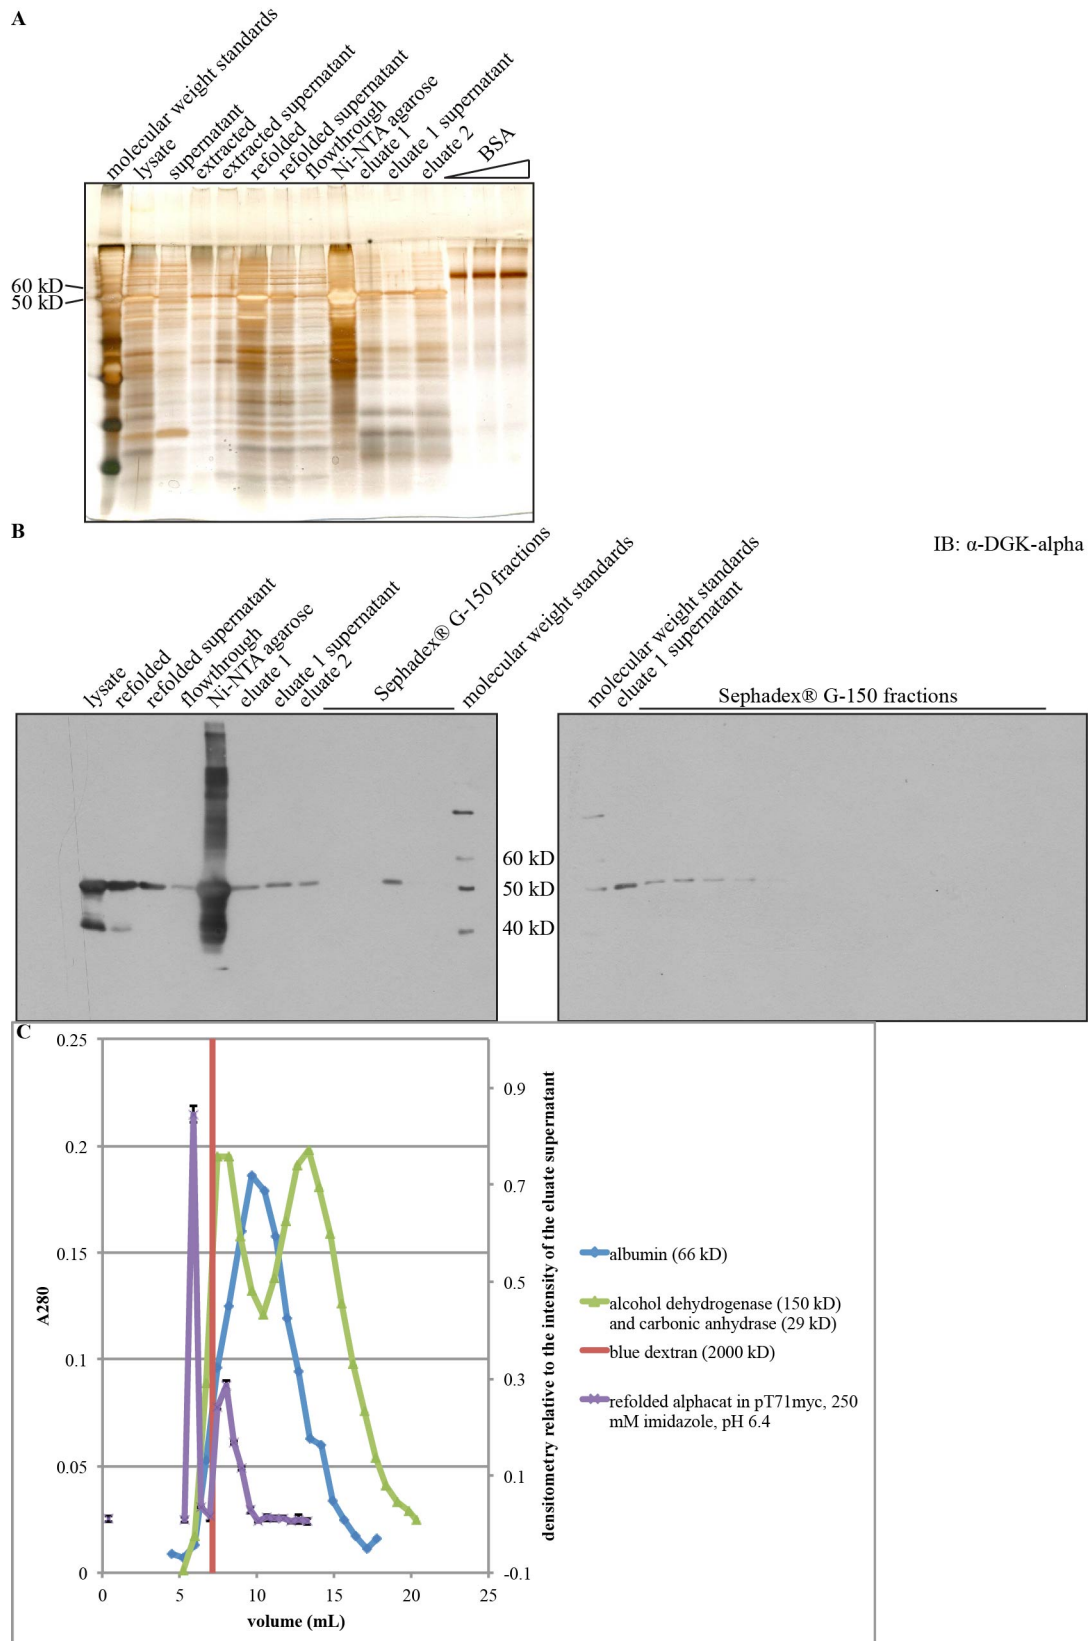 A
molecular weight standards
lysate
supernatant
extracted
extracted supernatant
refolded
refolded supernatant
flowthrough
Ni-NTA agarose
eluate 1
eluate 1 supernatant
eluate 2
BSA
60 kD
50 kD
B
IB: α-DGK-alpha
lysate
refolded
refolded supernatant
flowthrough
Ni-NTA agarose
eluate 1
eluate 1 supernatant
eluate 2
Sephadex® G-150 fractions
molecular weight standards
molecular weight standards
eluate 1 supernatant
Sephadex® G-150 fractions
60 kD
50 kD
40 kD
C
0.25
0.2
0.15
0.1
0.05
0
A280
0 5 10 15 20 25
volume (mL)
0.9
0.7
0.5
0.3
0.1
-0.1
densitometry relative to the intensity of the eluate supernatant
albumin (66 kD)
alcohol dehydrogenase (150 kD)
and carbonic anhydrase (29 kD)
blue dextran (2000 kD)
refolded alphacat in pT71myc, 250
mM imidazole, pH 6.4